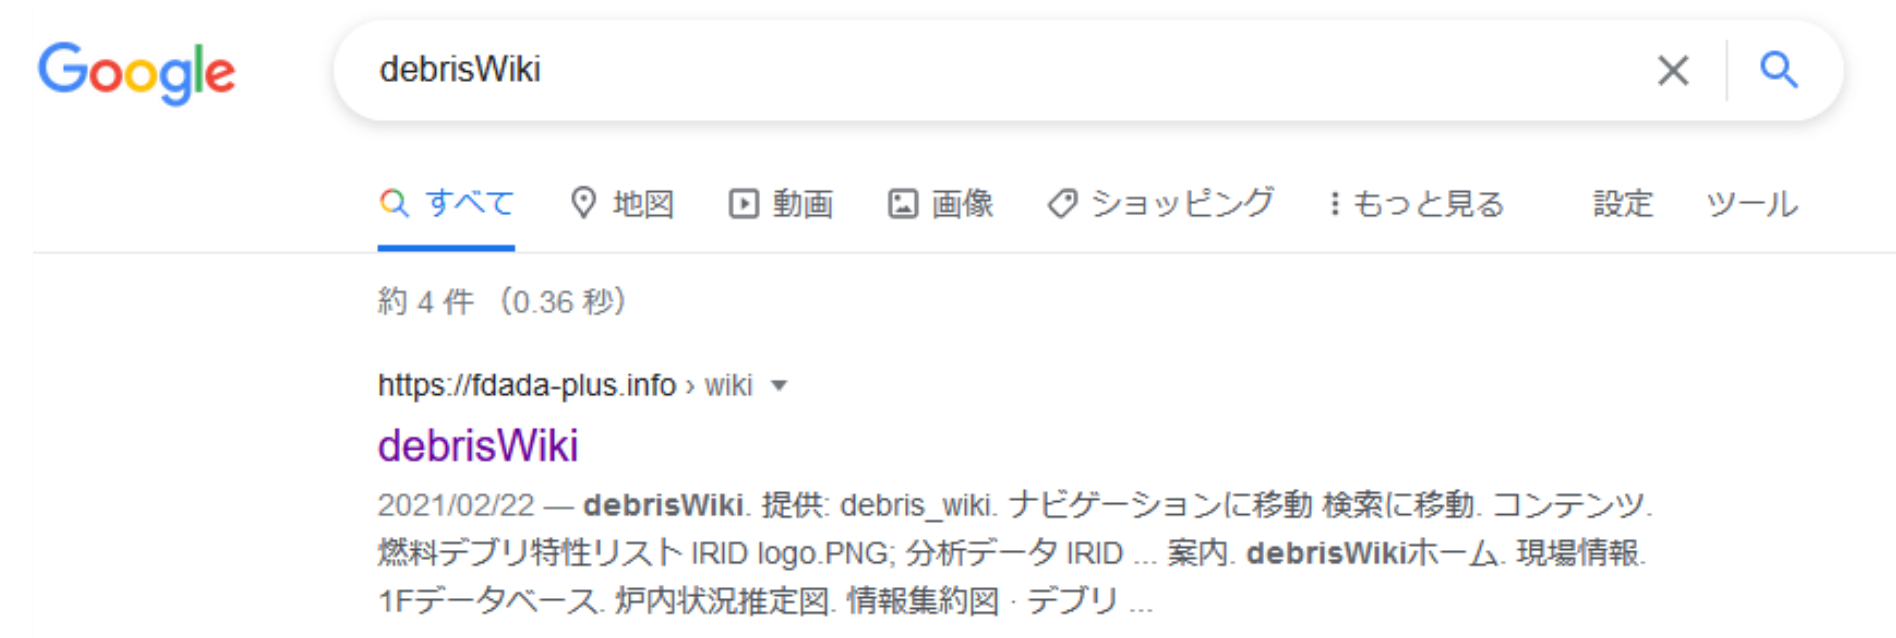 Google debrisWiki
すべて 地図 動画 画像 ショッピング もっと見る 設定 ツール
約 4 件 （0.36 秒）
https://fdada-plus.info › wiki
debrisWiki
2021/02/22 — debrisWiki. 提供: debris_wiki. ナビゲーションに移動 検索に移動. コンテンツ.
燃料デブリ特性リスト IRID logo.PNG; 分析データ IRID ... 案内. debrisWikiホーム. 現場情報.
1Fデータベース. 炉内状況推定図. 情報集約図 · デブリ ...